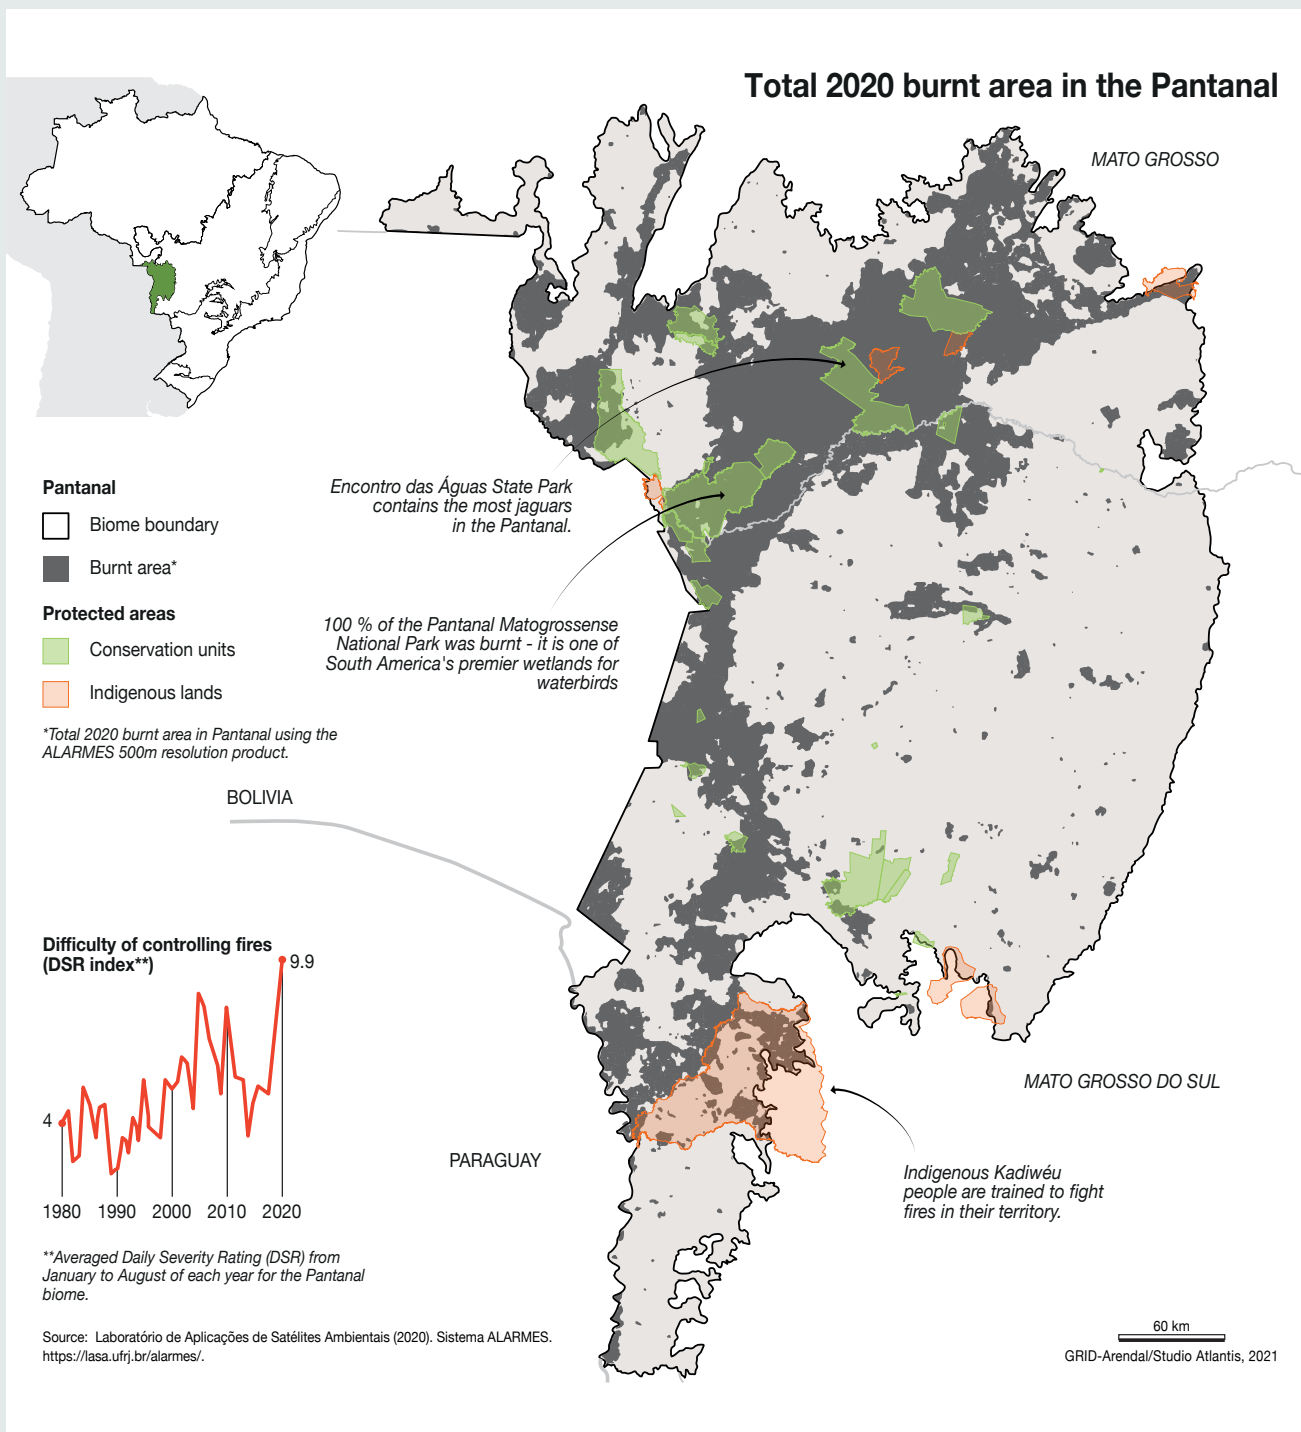 Total 2020 burnt area in the Pantanal
MATO GROSSO
Encontro das Águas State Park
contains the most jaguars
in the Pantanal.
100 % of the Pantanal Matogrossense
National Park was burnt - it is one of
South America's premier wetlands for
waterbirds
Pantanal
Biome boundary
Burnt area*
Protected areas
Conservation units
Indigenous lands
*Total 2020 burnt area in Pantanal using the
ALARMES 500m resolution product.
BOLIVIA
Difficulty of controlling fires
(DSR index**)
9.9
4
1980 1990 2000 2010 2020
**Averaged Daily Severity Rating (DSR) from
January to August of each year for the Pantanal
biome.
PARAGUAY
MATO GROSSO DO SUL
Indigenous Kadiwéu
people are trained to fight
fires in their territory.
Source: Laboratório de Aplicações de Satélites Ambientais (2020). Sistema ALARMES.
https://lasa.ufrj.br/alarmes/.
60 km
GRID-Arendal/Studio Atlantis, 2021